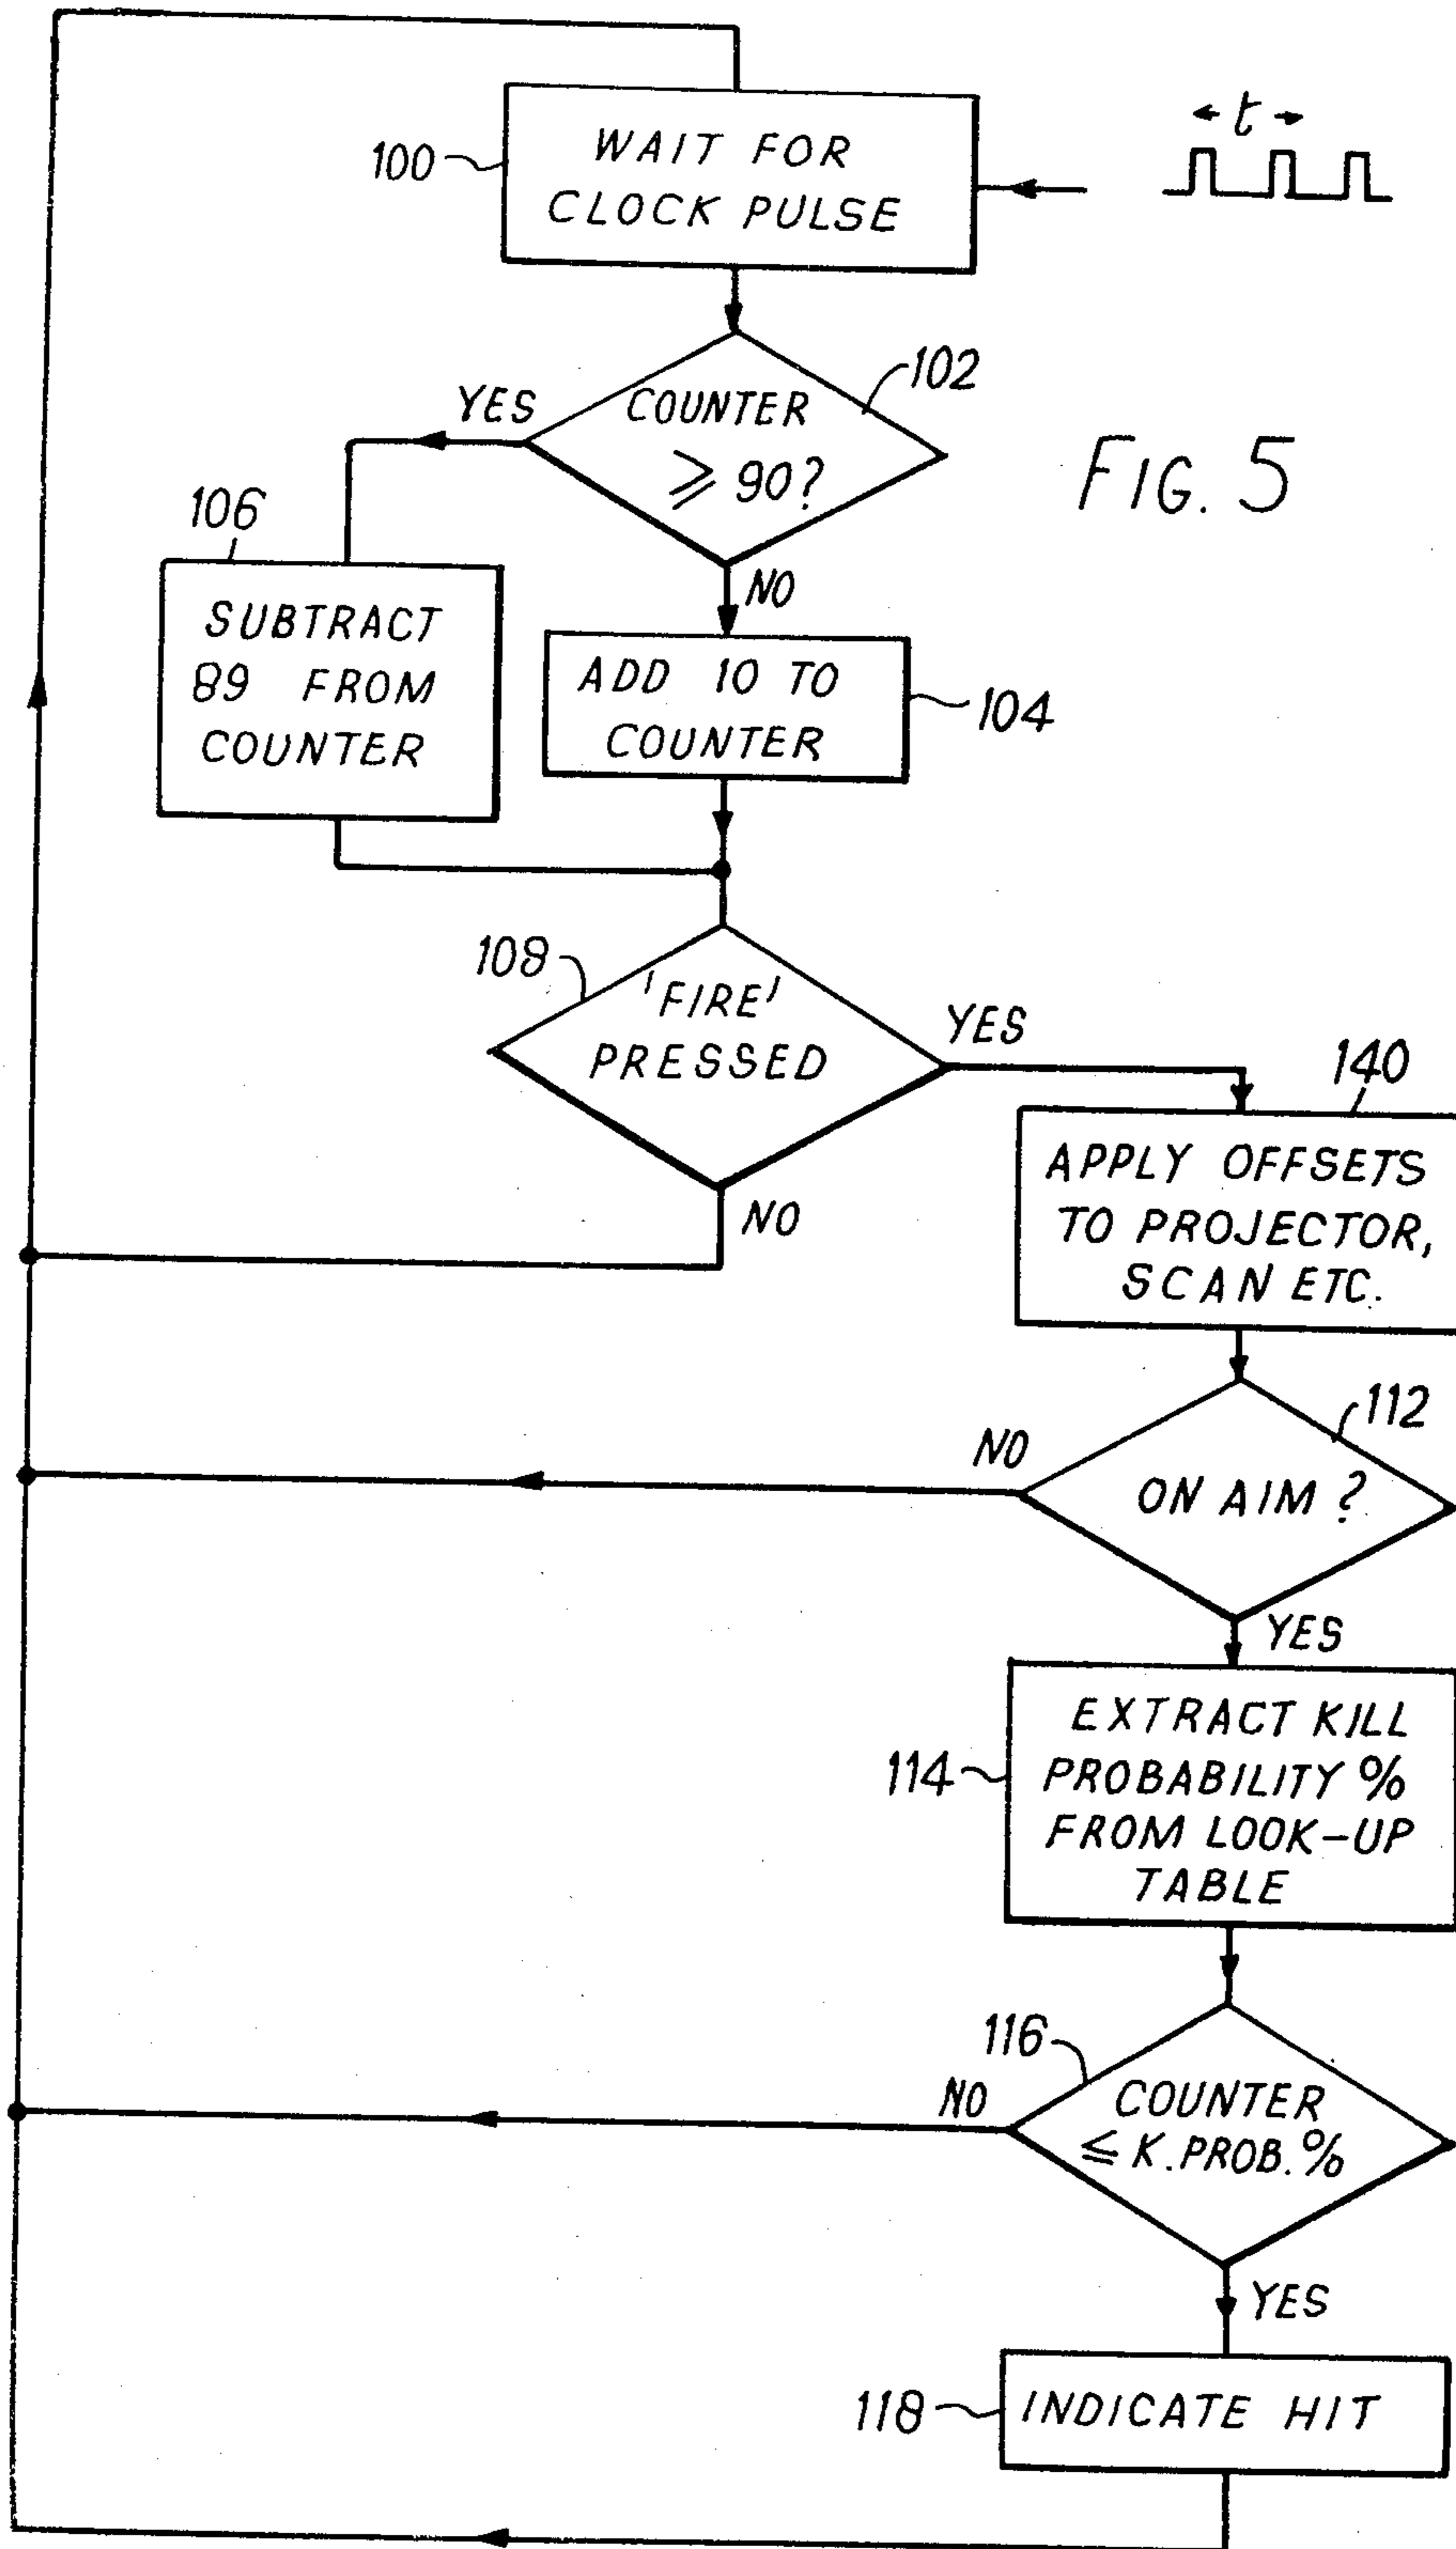 ← t →
100
WAIT FOR
CLOCK PULSE
102
YES
COUNTER
⩾ 90?
FIG. 5
NO
106
SUBTRACT
89 FROM
COUNTER
ADD 10 TO
COUNTER
104
108
'FIRE'
PRESSED
YES
NO
140
APPLY OFFSETS
TO PROJECTOR,
SCAN ETC.
112
NO
ON AIM ?
YES
114
EXTRACT KILL
PROBABILITY %
FROM LOOK-UP
TABLE
116
NO
COUNTER
⩽ K.PROB.%
YES
118
INDICATE HIT